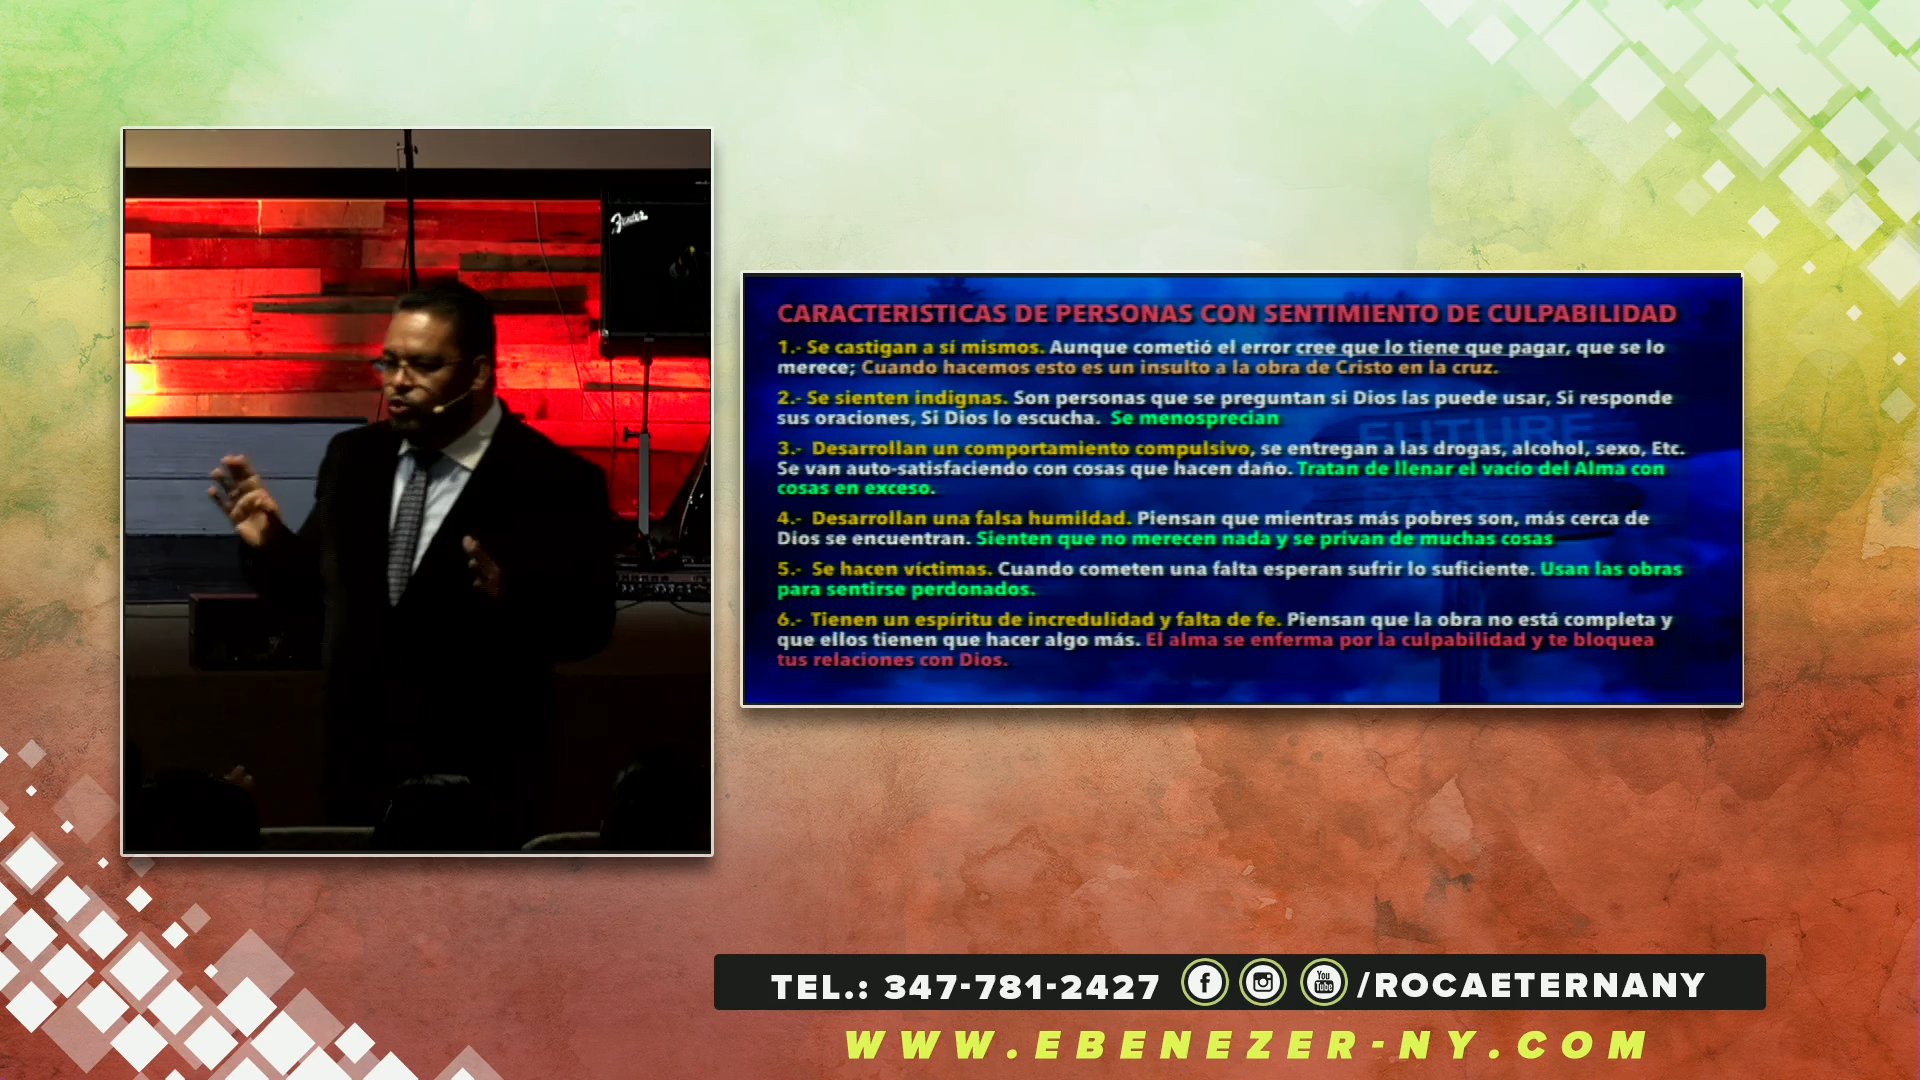 Fender
CARACTERISTICAS DE PERSONAS CON SENTIMIENTO DE CULPABILIDAD
1.- Se castigan a sí mismos. Aunque cometió el error cree que lo tiene que pagar, que se lo
merece; Cuando hacemos esto es un insulto a la obra de Cristo en la cruz.
2.- Se sienten indignas. Son personas que se preguntan si Dios las puede usar, Si responde
sus oraciones, Si Dios lo escucha. Se menosprecian
3.- Desarrollan un comportamiento compulsivo, se entregan a las drogas, alcohol, sexo, Etc.
Se van auto-satisfaciendo con cosas que hacen daño. Tratan de llenar el vacío del Alma con
cosas en exceso.
4.- Desarrollan una falsa humildad. Piensan que mientras más pobres son, más cerca de
Dios se encuentran. Sienten que no merecen nada y se privan de muchas cosas
5.- Se hacen víctimas. Cuando cometen una falta esperan sufrir lo suficiente. Usan las obras
para sentirse perdonados.
6.- Tienen un espíritu de incredulidad y falta de fe. Piensan que la obra no está completa y
que ellos tienen que hacer algo más. El alma se enferma por la culpabilidad y te bloquea
tus relaciones con Dios.
FUTURE
TEL.: 347-781-2427 f You Tube /ROCAETERNANY
WWW.EBENEZER-NY.COM